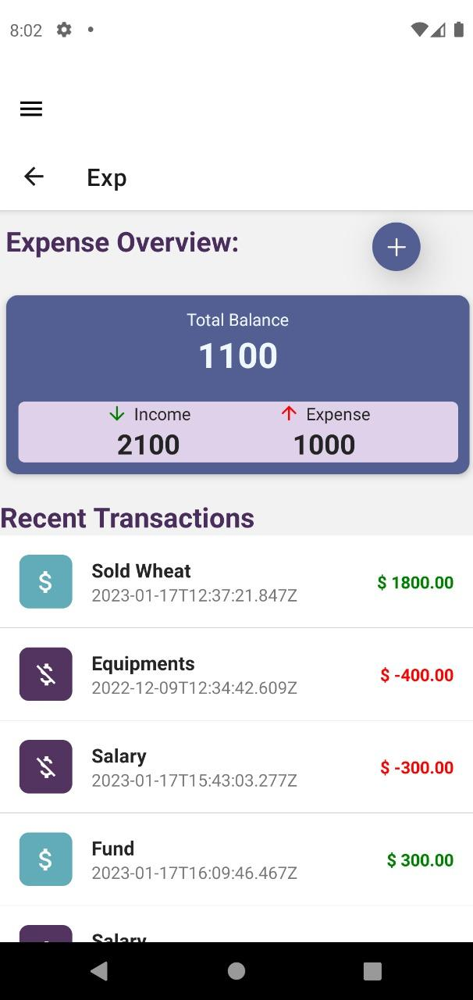 8:02
Exp
Expense Overview:
Total Balance
1100
Income Expense
2100 1000
Recent Transactions
Sold Wheat
2023-01-17T12:37:21.847Z
$ 1800.00
Equipments
2022-12-09T12:34:42.609Z
$ -400.00
Salary
2023-01-17T15:43:03.277Z
$ -300.00
Fund
2023-01-17T16:09:46.467Z
$ 300.00
Salary